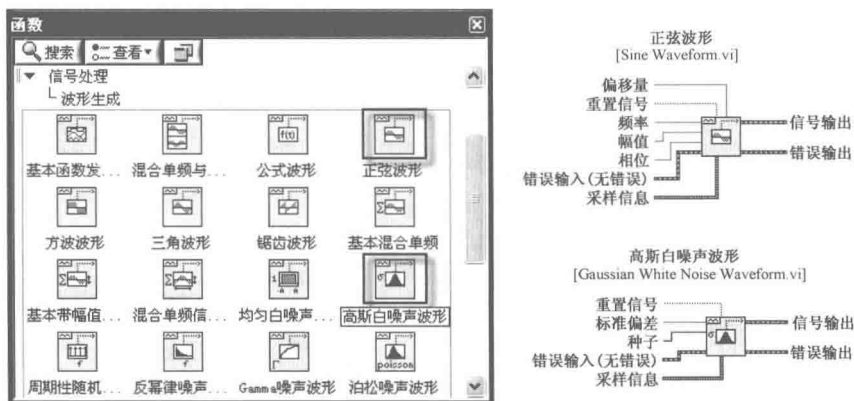 函数
搜索 查看
信号处理
波形生成
f(t)
基本函数发... 混合单频与... 公式波形 正弦波形
Σ
方波波形 三角波形 锯齿波形 基本混合单频
Σ Σ σ
基本带幅值... 混合单频信... 均匀白噪声... 高斯白噪声波形
f f Γ poisson
周期性随机... 反幂律噪声... Gamma噪声波形 泊松噪声波形
正弦波形
[Sine Waveform.vi]
偏移量
重置信号
频率
幅值
相位
错误输入(无错误)
采样信息
信号输出
错误输出
高斯白噪声波形
[Gaussian White Noise Waveform.vi]
重置信号
标准偏差
种子
错误输入(无错误)
采样信息
σ
信号输出
错误输出